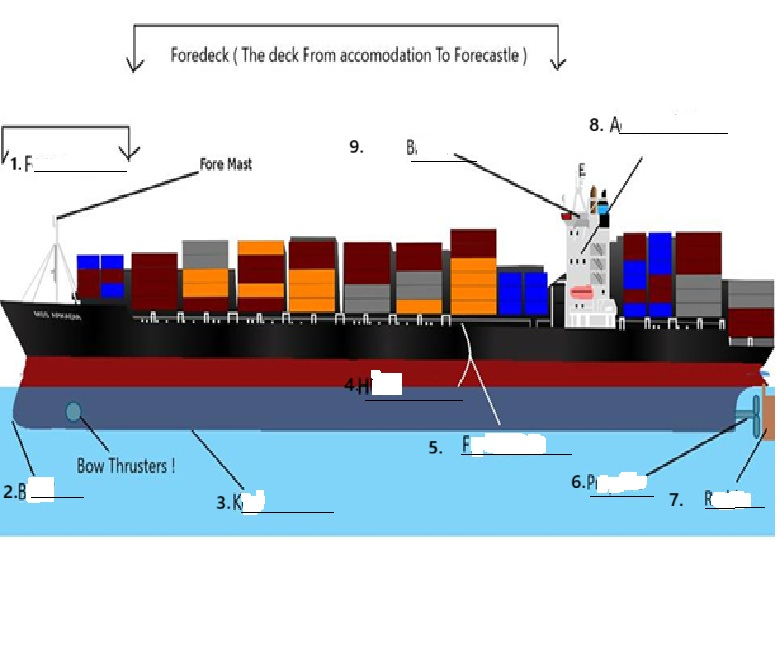 Foredeck ( The deck From accomodation To Forecastle )
8. A
9. B
1. F
Fore Mast
E
4.H
5. F
Bow Thrusters !
6.P
7. R
2.B
3.K